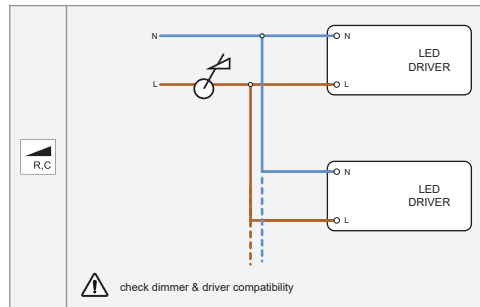 N
N
LED
DRIVER
L
L
R,C
N
LED
DRIVER
L
check dimmer & driver compatibility